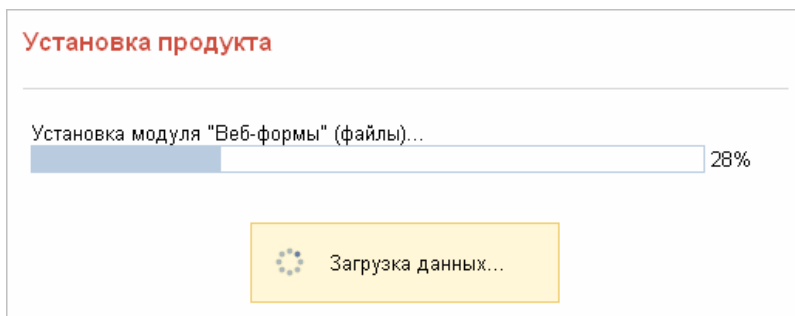 Установка продукта
Установка модуля "Веб-формы" (файлы)...
28%
Загрузка данных...